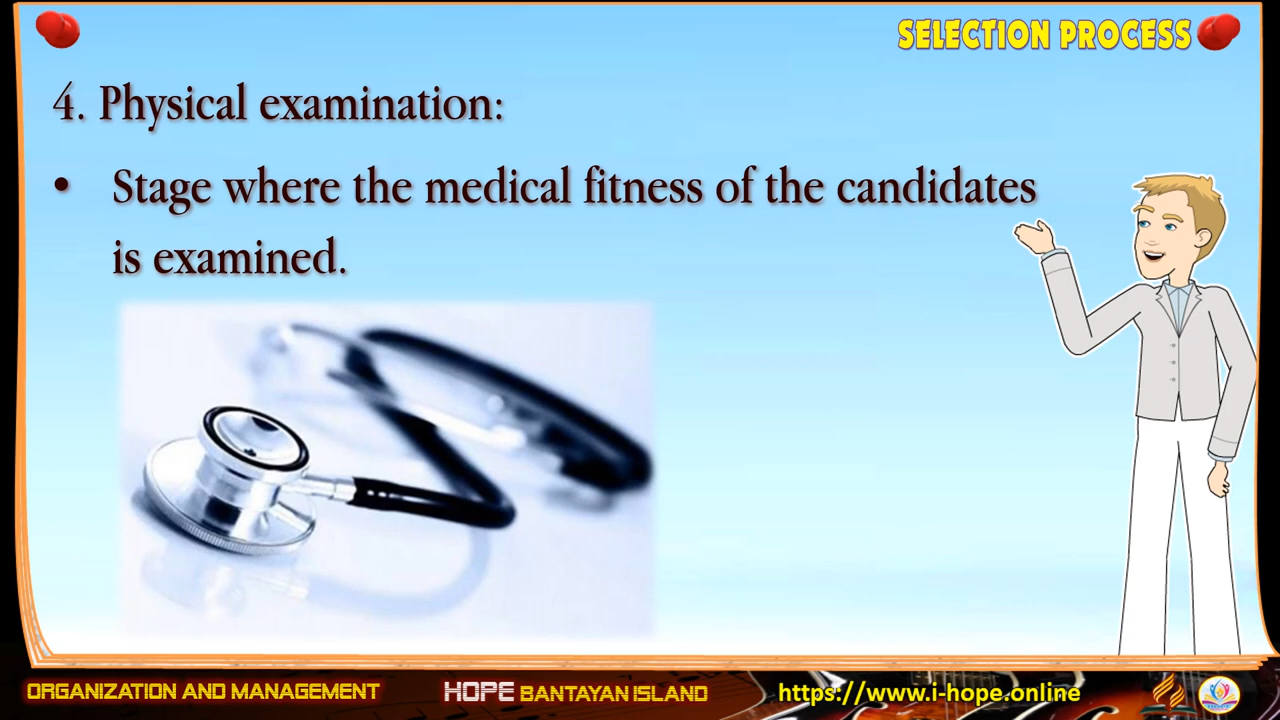 SELECTION PROCESS
4. Physical examination:
• Stage where the medical fitness of the candidates
is examined.
ORGANIZATION AND MANAGEMENT HOPE BANTAYAN ISLAND https://www.i-hope.online